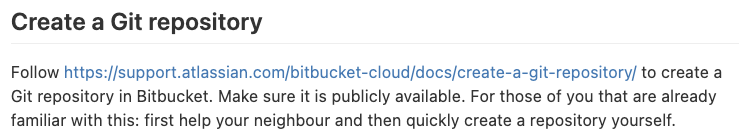 Create a Git repository
Follow https://support.atlassian.com/bitbucket-cloud/docs/create-a-git-repository/ to create a
Git repository in Bitbucket. Make sure it is publicly available. For those of you that are already
familiar with this: first help your neighbour and then quickly create a repository yourself.